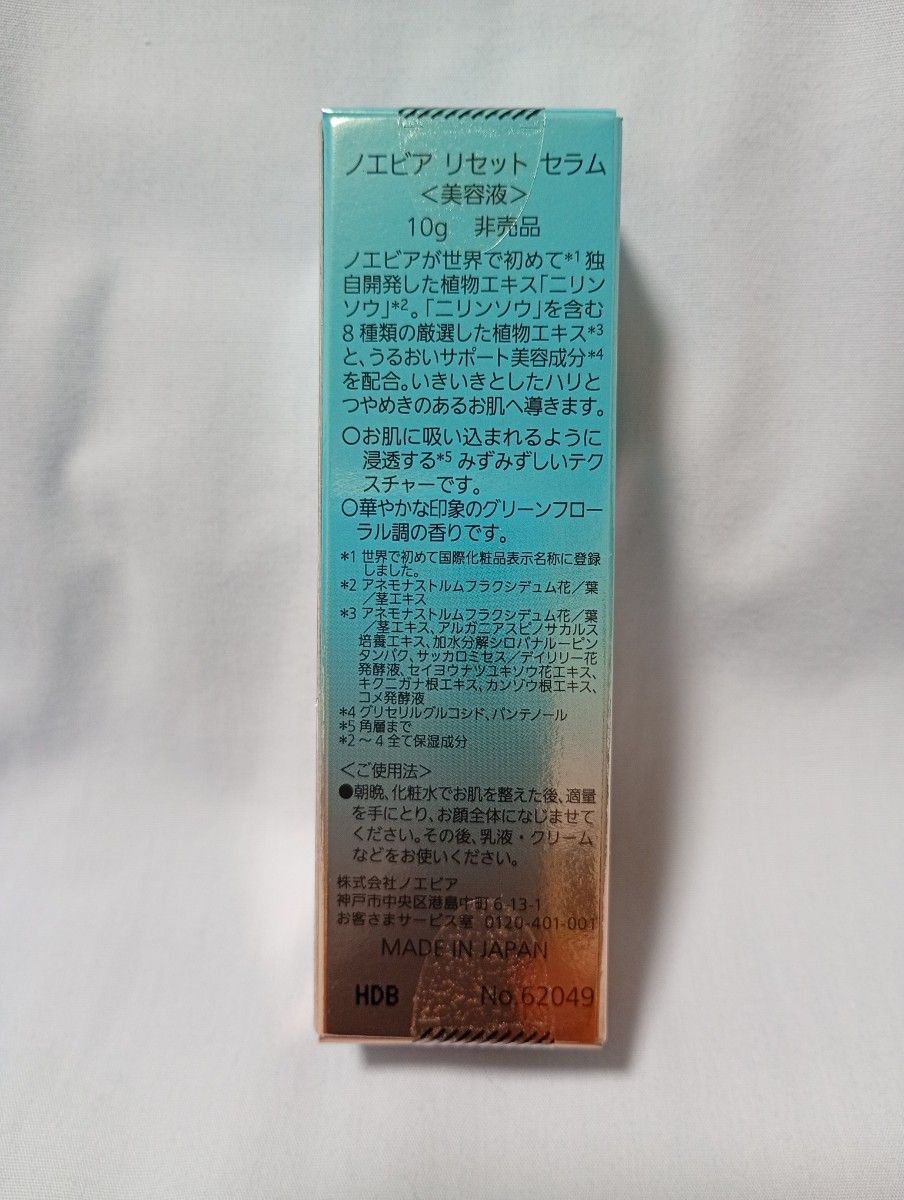 ノエビア リセット セラム
＜美容液＞
10g 非売品
ノエビアが世界で初めて*1 独
自開発した植物エキス｢ニリン
ソウ｣*2。｢ニリンソウ｣を含む
8 種類の厳選した植物エキス*3
と、うるおいサポート美容成分*4
を配合。いきいきとしたハリと
つやめきのあるお肌へ導きます。
○お肌に吸い込まれるように
浸透する*5 みずみずしいテク
スチャーです。
○華やかな印象のグリーンフロー
ラル調の香りです。
*1 世界で初めて国際化粧品表示名称に登録
しました。
*2 アネモナストルムフラクシデュム花／葉
／茎エキス
*3 アネモナストルムフラクシデュム花／葉
／茎エキス、アルガニアスピノサカルス
培養エキス、加水分解シロバナルーピン
タンパク、サッカロミセス／デイリリー花
発酵液、セイヨウナツユキソウ花エキス、
キクニガナ根エキス、カンゾウ根エキス、
コメ発酵液
*4 グリセリルグルコシド、パンテノール
*5 角層まで
*2～4 全て保湿成分
＜ご使用法＞
●朝晩、化粧水でお肌を整えた後、適量
を手にとり、お顔全体になじませて
ください。その後、乳液・クリーム
などをお使いください。
株式会社ノエビア
神戸市中央区港島中町 6-13-1
お客さまサービス室 0120-401-001
MADE IN JAPAN
HDB No.62049